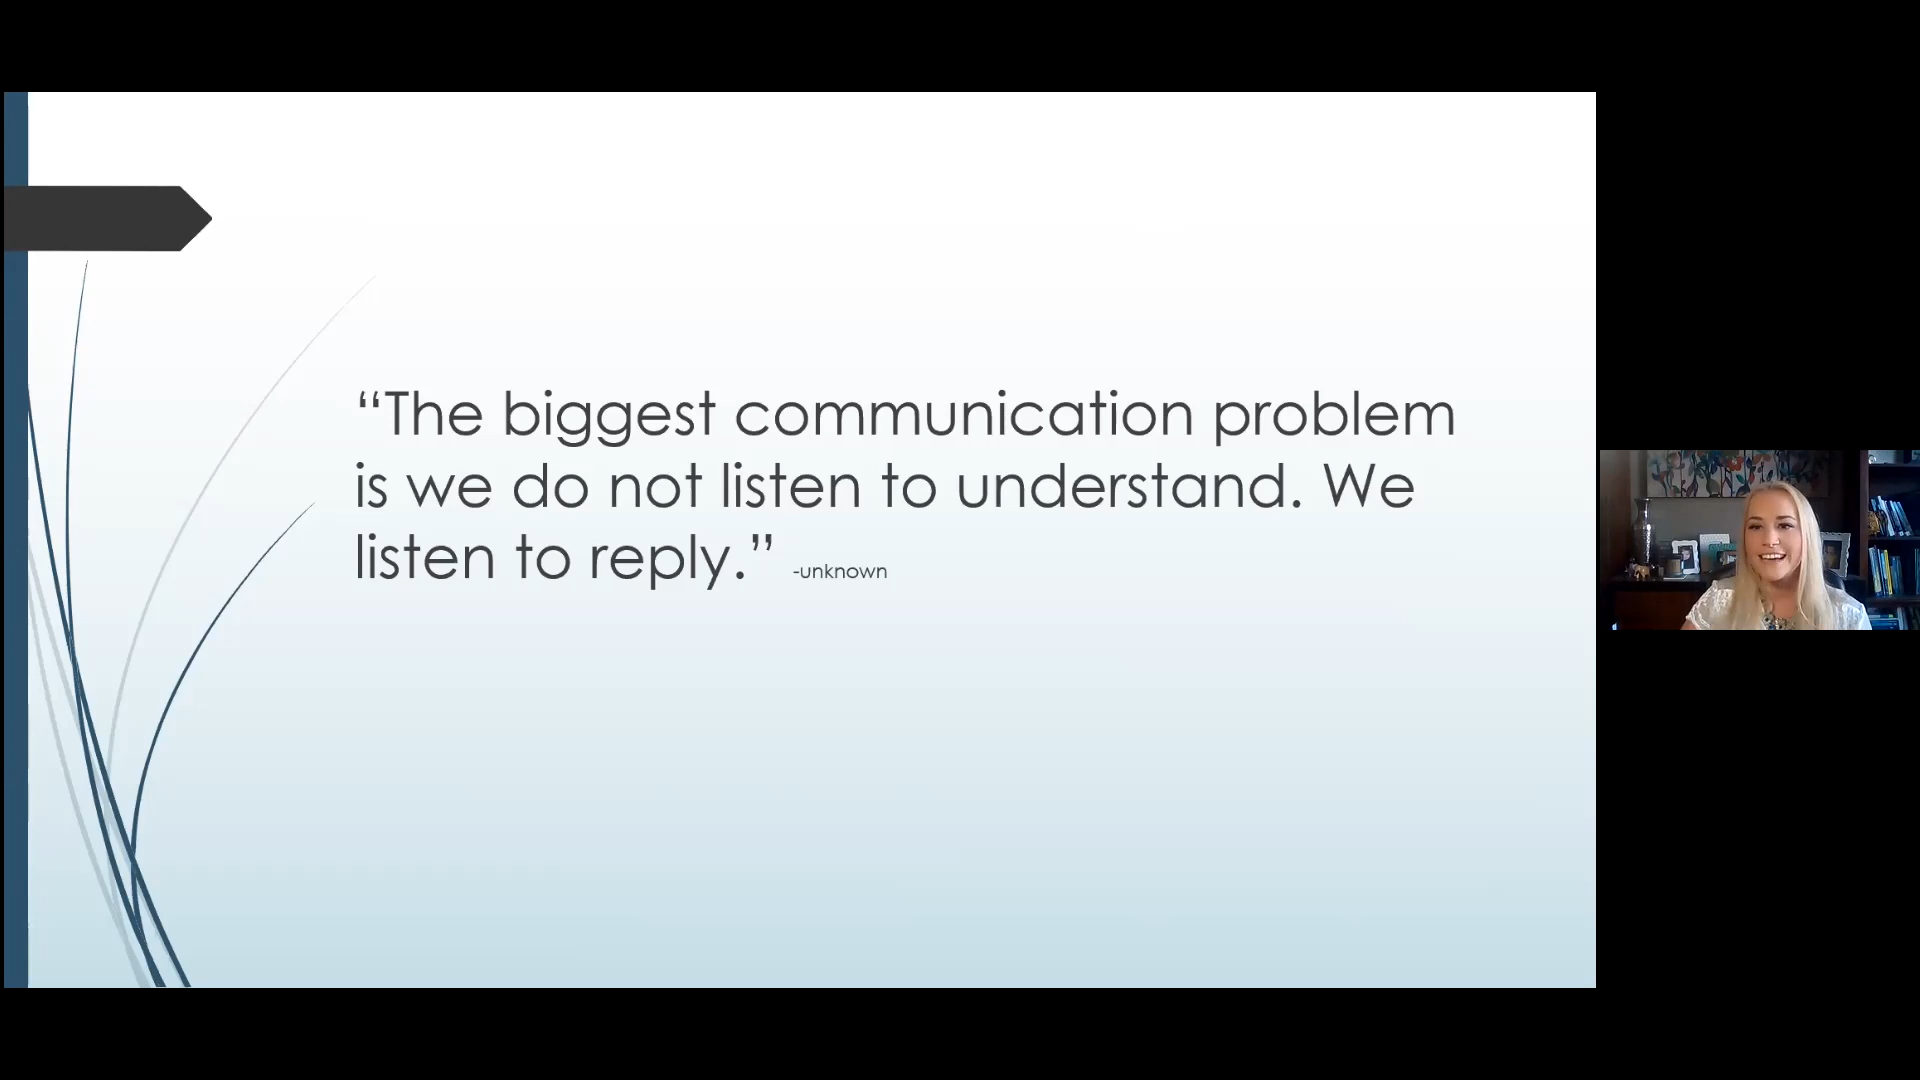 “The biggest communication problem
is we do not listen to understand. We
listen to reply.” -unknown